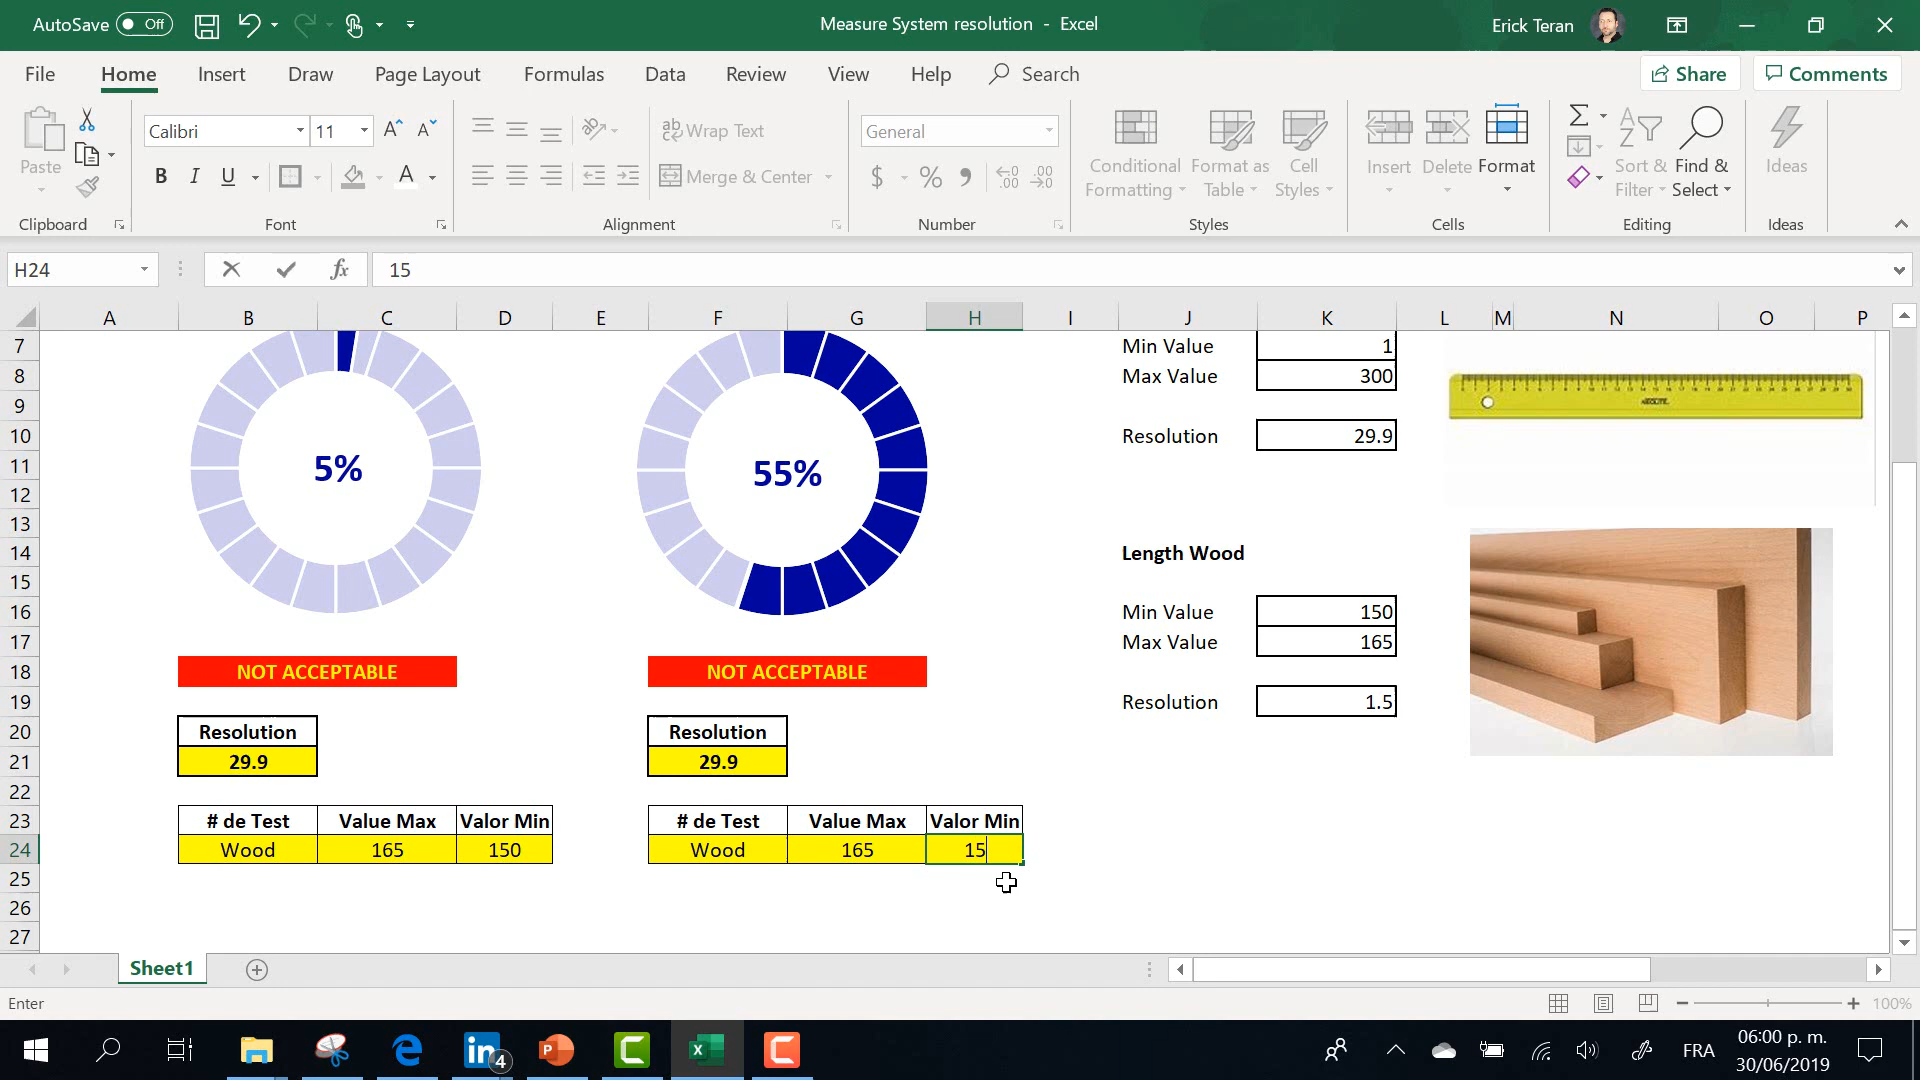 AutoSave Off
Measure System resolution - Excel
Erick Teran
File Home Insert Draw Page Layout Formulas Data Review View Help Search
Share Comments
Paste
Clipboard
Calibri 11
B I U
Font
Wrap Text
Merge & Center
Alignment
General
$ % 9
Number
Conditional Formatting
Format as Table
Cell Styles
Styles
Insert Delete Format
Cells
Sort & Filter
Find & Select
Editing
Ideas
Ideas
H24
fx
15
A B C D E F G H I J K L M N O P
7 Min Value 1
8 Max Value 300
9
10 Resolution 29.9
11 5% 55%
12
13
14 Length Wood
15
16 Min Value 150
17 Max Value 165
18 NOT ACCEPTABLE NOT ACCEPTABLE
19 Resolution 1.5
20 Resolution Resolution
21 29.9 29.9
22
23 # de Test Value Max Valor Min # de Test Value Max Valor Min
24 Wood 165 150 Wood 165 15
25
26
27
Sheet1
Enter
100%
4
FRA
06:00 p. m.
30/06/2019